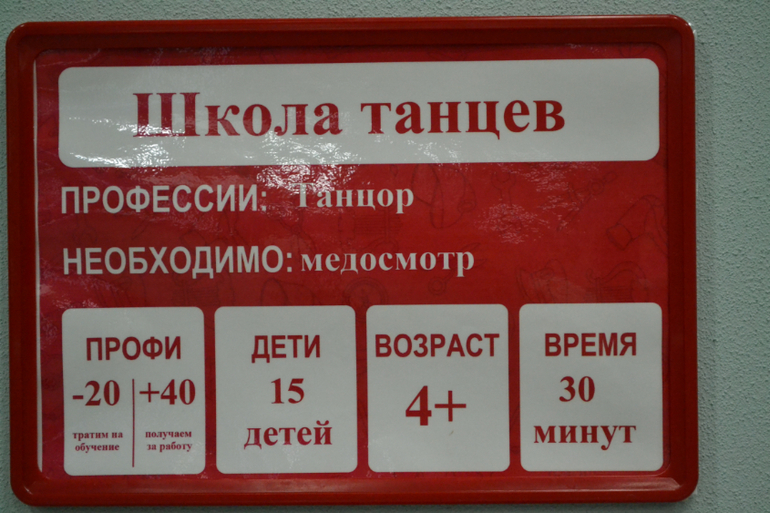 Школа танцев
ПРОФЕССИИ: Танцор
НЕОБХОДИМО: медосмотр
ПРОФИ
-20 +40
тратим на обучение
получаем за работу
ДЕТИ
15
детей
ВОЗРАСТ
4+
ВРЕМЯ
30
минут